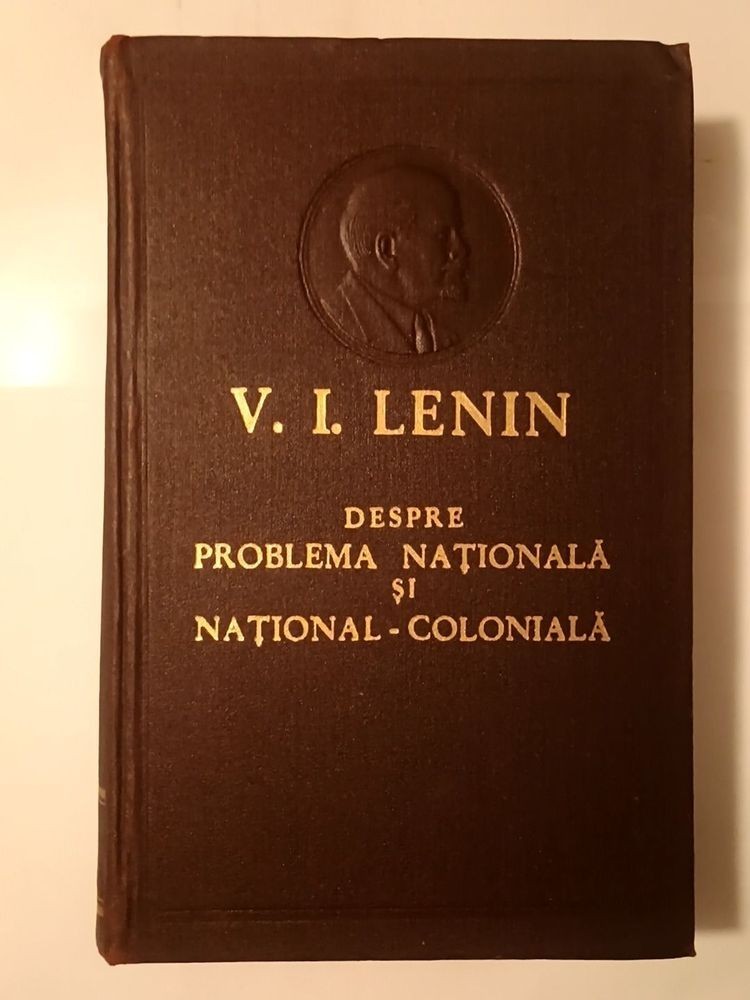 V. I. LENIN
DESPRE
PROBLEMA NAȚIONALĂ
ȘI
NAȚIONAL-COLONIALĂ